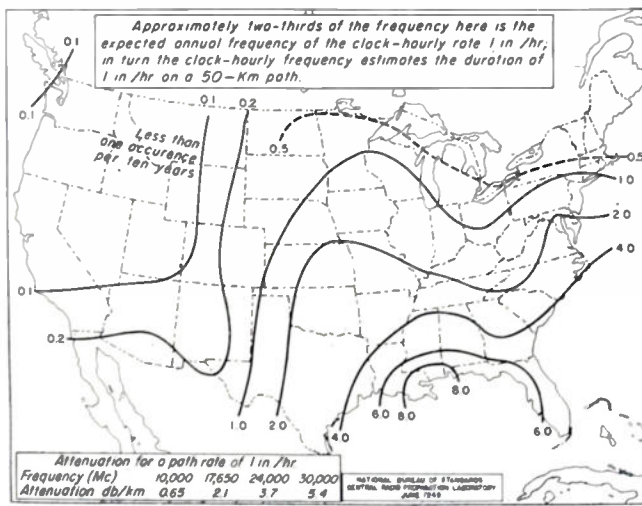 Approximately two-thirds of the frequency here is the
expected annual frequency of the clock-hourly rate 1 in /hr;
in turn the clock-hourly frequency estimates the duration of
1 in/hr on a 50-Km path.
0.1
0.1
0.1
0.2
Less than
one occurence
per ten years
0.5
0.5
1.0
2.0
4.0
0.1
0.2
1.0
2.0
4.0
6.0
8.0
8.0
6.0
Attenuation for a path rate of 1 in /hr
Frequency (Mc) 10,000 17,650 24,000 30,000
Attenuation db/km 0.65 2.1 3.7 5.4
NATIONAL BUREAU OF STANDARDS
CENTRAL RADIO PROPAGATION LABORATORY
JUNE 1948